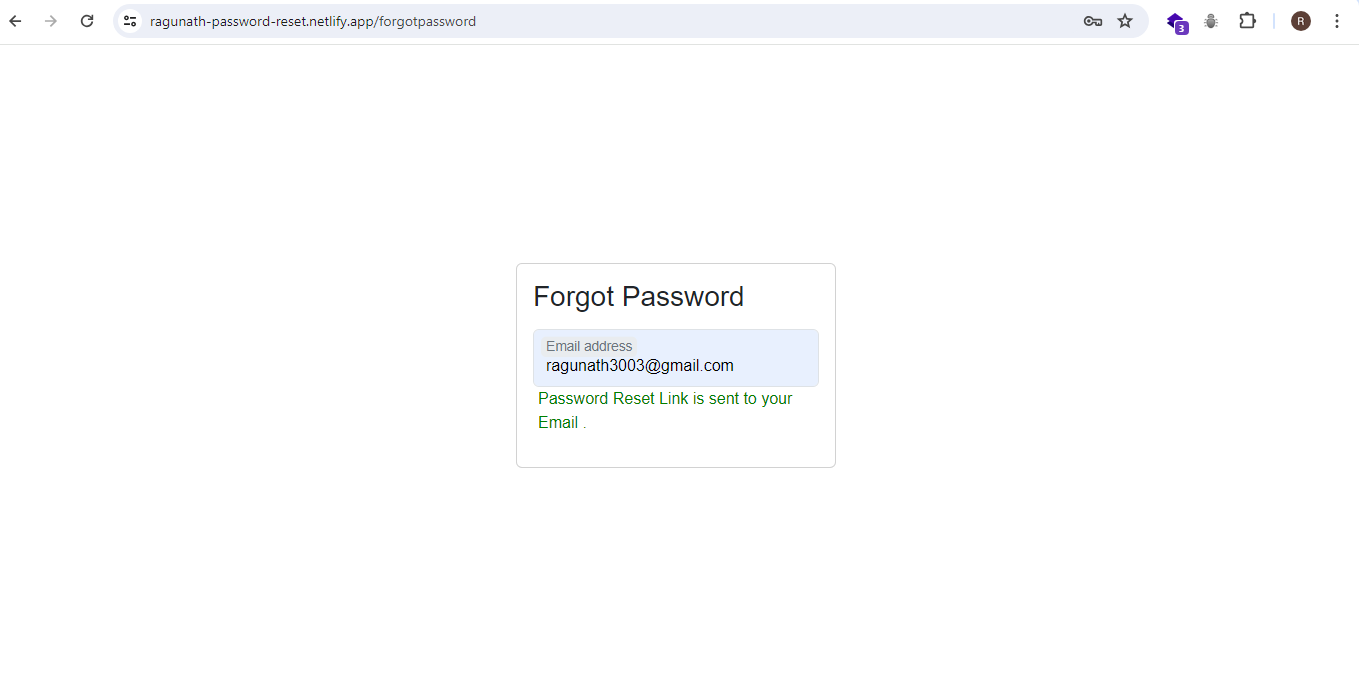 ragunath-password-reset.netlify.app/forgotpassword
3
R
Forgot Password
Email address
ragunath3003@gmail.com
Password Reset Link is sent to your
Email .